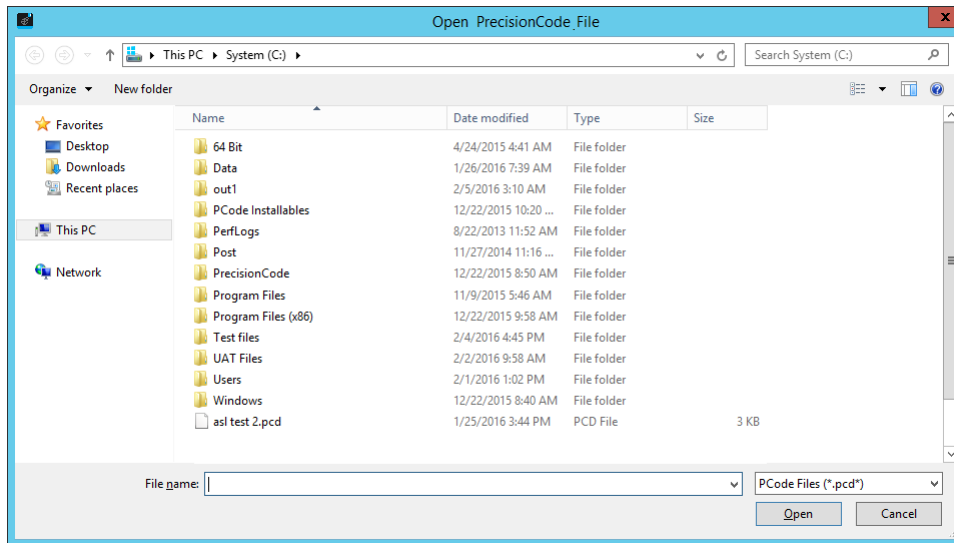 Open PrecisionCode_File x
This PC System (C:) Search System (C:)
Organize New folder
Name Date modified Type Size
Favorites
Desktop
Downloads
Recent places
This PC
Network
64 Bit 4/24/2015 4:41 AM File folder
Data 1/26/2016 7:39 AM File folder
out1 2/5/2016 3:10 AM File folder
PCode Installables 12/22/2015 10:20 ... File folder
PerfLogs 8/22/2013 11:52 AM File folder
Post 11/27/2014 11:16 ... File folder
PrecisionCode 12/22/2015 8:50 AM File folder
Program Files 11/9/2015 5:46 AM File folder
Program Files (x86) 12/22/2015 9:58 AM File folder
Test files 2/4/2016 4:45 PM File folder
UAT Files 2/2/2016 9:58 AM File folder
Users 2/1/2016 1:02 PM File folder
Windows 12/22/2015 8:40 AM File folder
asl test 2.pcd 1/25/2016 3:44 PM PCD File 3 KB
File name: PCode Files (*.pcd*)
Open Cancel